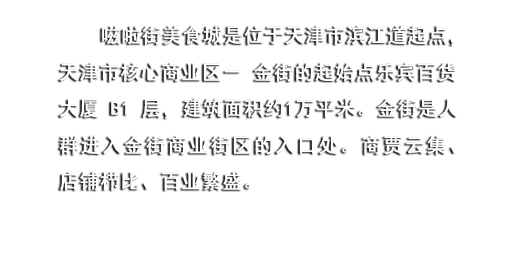 嗞啦街美食城是位于天津市滨江道起点，
天津市核心商业区— 金街的起始点乐宾百货
大厦 B1 层，建筑面积约1万平米。金街是人
群进入金街商业街区的入口处。商贾云集、
店铺栉比、百业繁盛。